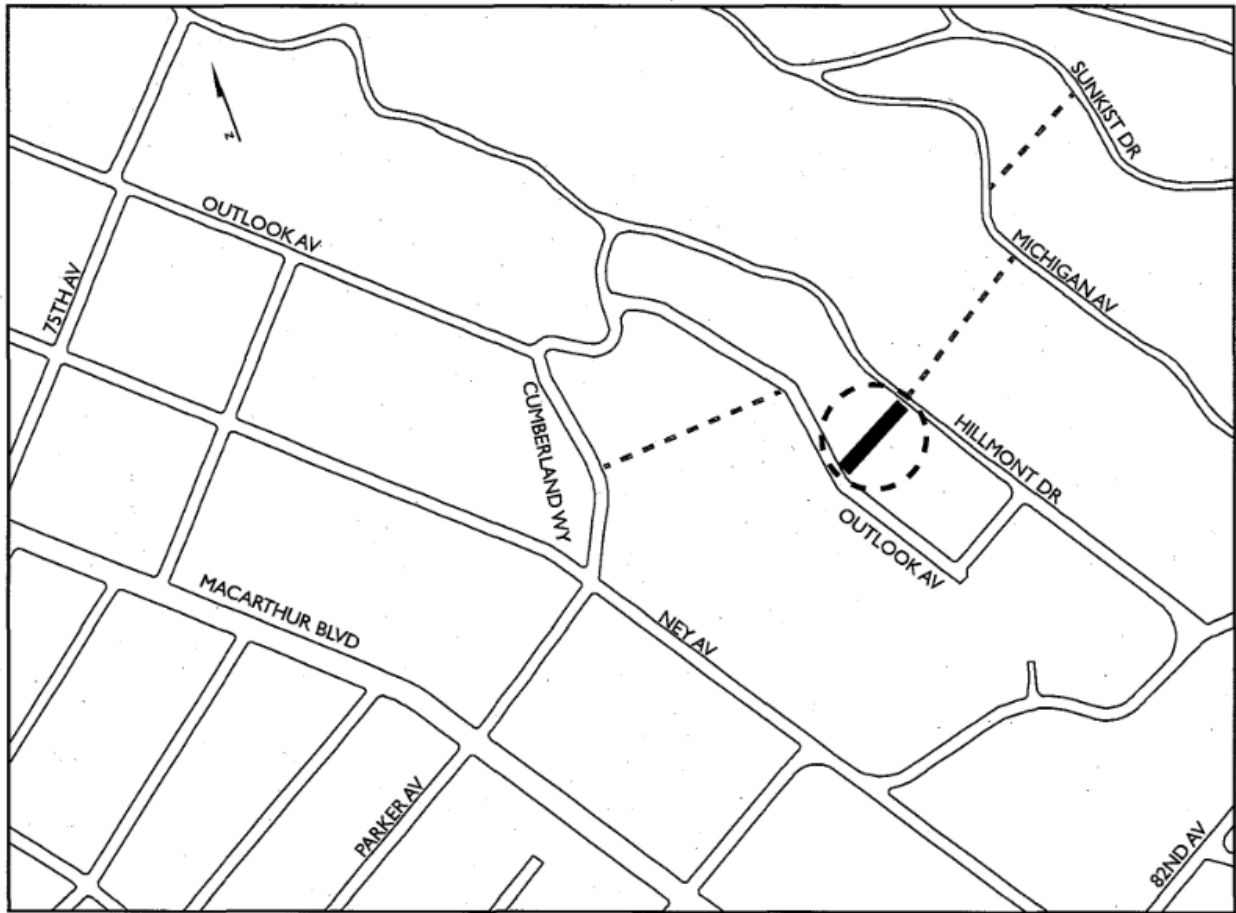 SUNKIST DR
Z
OUTLOOK AV
MICHIGAN AV
75TH AV
CUMBERLAND WY
HILLMONT DR
OUTLOOK AV
MACARTHUR BLVD
NEY AV
PARKER AV
82ND AV